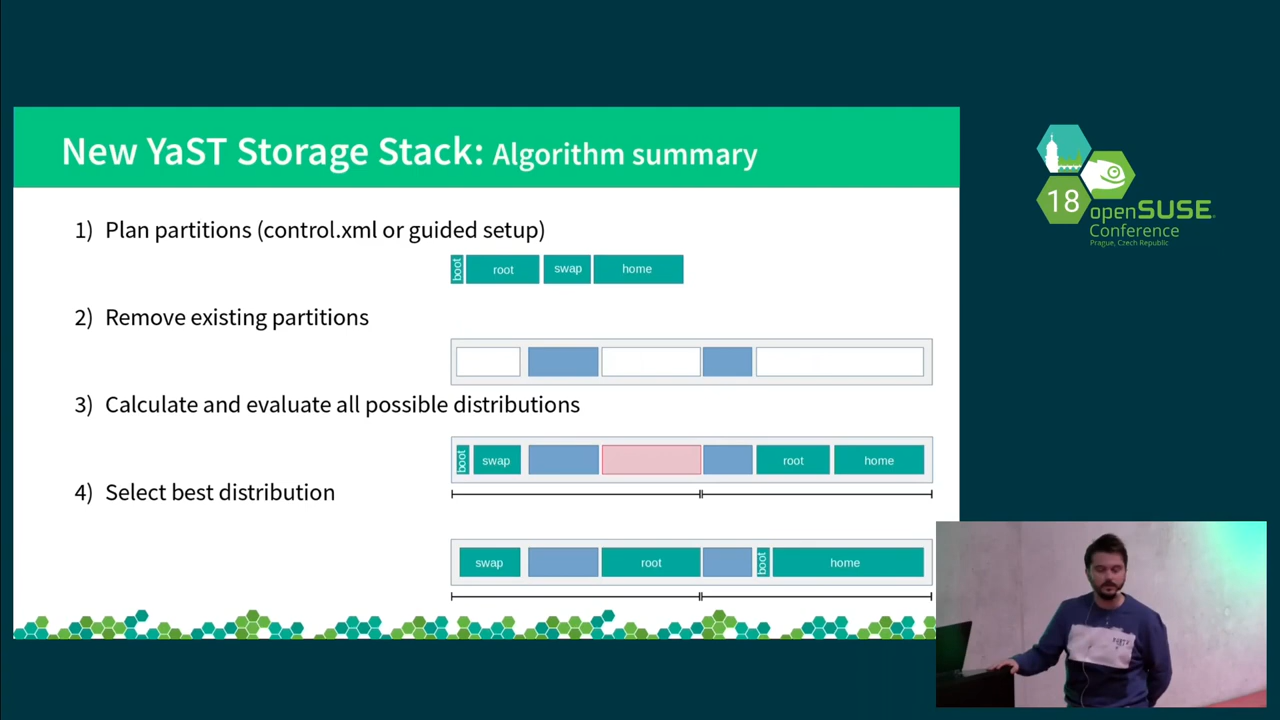 New YaST Storage Stack: Algorithm summary
1) Plan partitions (control.xml or guided setup)
boot root swap home
2) Remove existing partitions
3) Calculate and evaluate all possible distributions
boot swap root home
4) Select best distribution
swap root boot home
18
openSUSE
Conference
Prague, Czech Republic